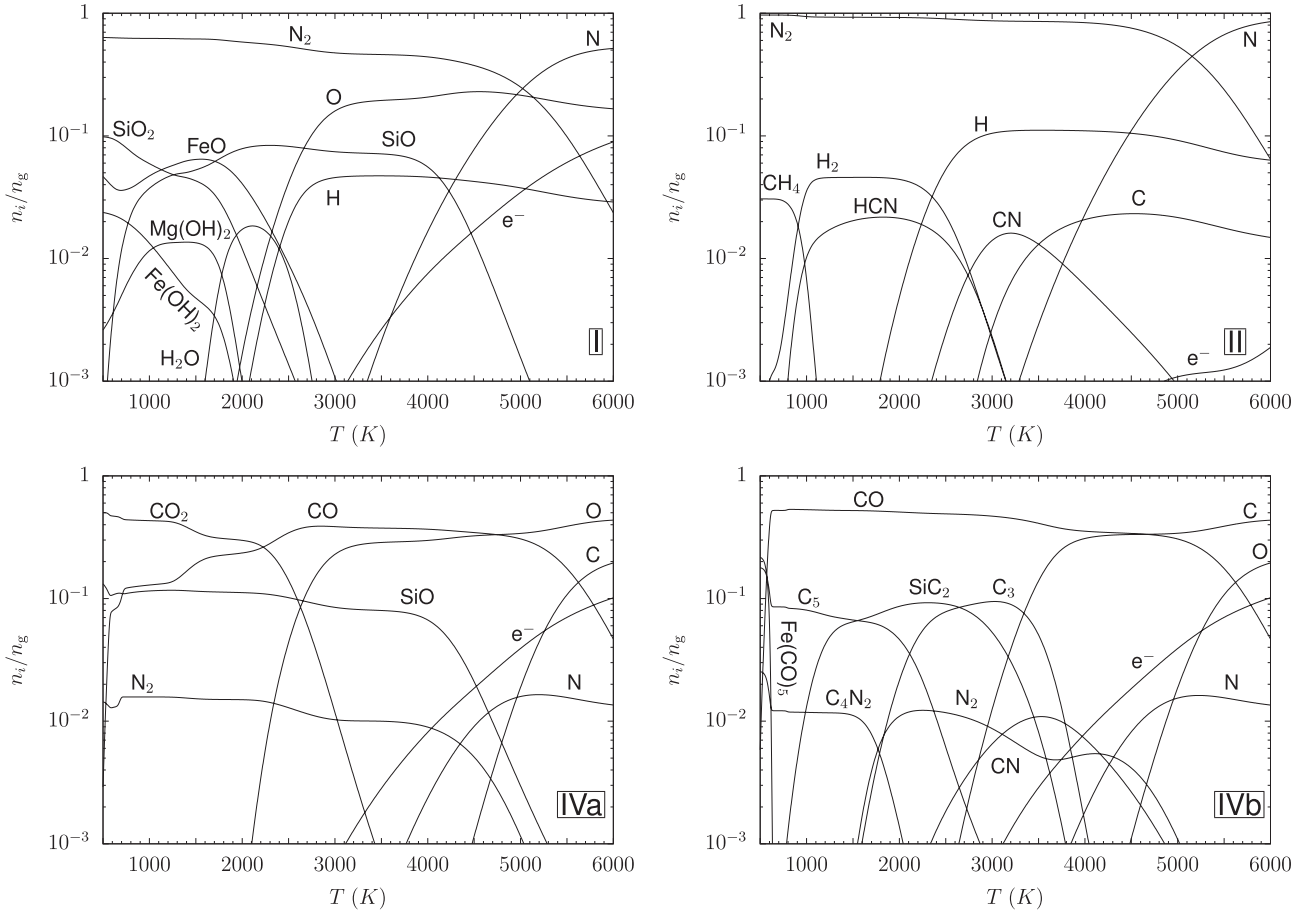 1
10⁻¹
10⁻²
10⁻³
nᵢ/n_g
N₂
N
O
SiO₂
FeO
SiO
H
Mg(OH)₂
e⁻
Fe(OH)₂
H₂O
I
1000 2000 3000 4000 5000 6000
T (K)
1
10⁻¹
10⁻²
10⁻³
nᵢ/n_g
N₂
N
H
H₂
CH₄
HCN
CN
C
e⁻
II
1000 2000 3000 4000 5000 6000
T (K)
1
10⁻¹
10⁻²
10⁻³
nᵢ/n_g
CO₂
CO
O
C
SiO
e⁻
N₂
N
IVa
1000 2000 3000 4000 5000 6000
T (K)
1
10⁻¹
10⁻²
10⁻³
nᵢ/n_g
CO
C
O
C₅
SiC₂
C₃
Fe(CO)₅
e⁻
C₄N₂
N₂
N
CN
IVb
1000 2000 3000 4000 5000 6000
T (K)